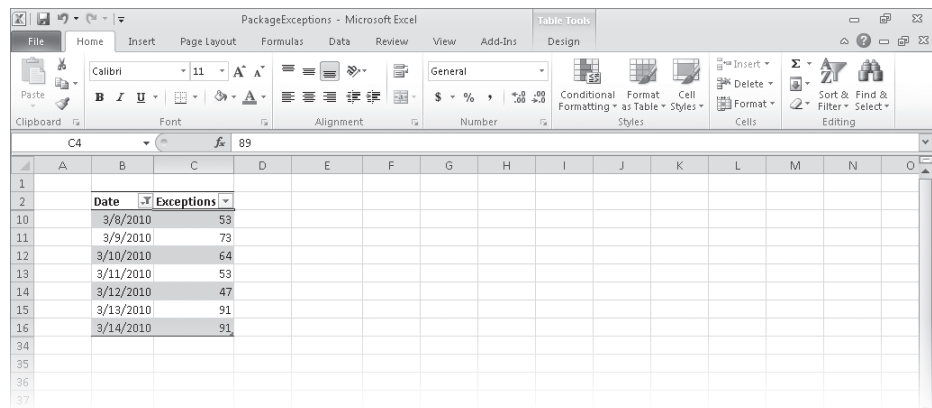 PackageExceptions - Microsoft Excel
Table Tools
File Home Insert Page Layout Formulas Data Review View Add-Ins Design
Paste
Clipboard
Calibri 11 A A
B I U A
Font
Alignment
General
$ % , .00 .0
Number
Conditional Formatting
Format as Table
Cell Styles
Styles
Insert
Delete
Format
Cells
Σ
Sort & Filter
Find & Select
Editing
C4 fx 89
A B C D E F G H I J K L M N O
1
2 Date Exceptions
10 3/8/2010 53
11 3/9/2010 73
12 3/10/2010 64
13 3/11/2010 53
14 3/12/2010 47
15 3/13/2010 91
16 3/14/2010 91
34
35
36
37